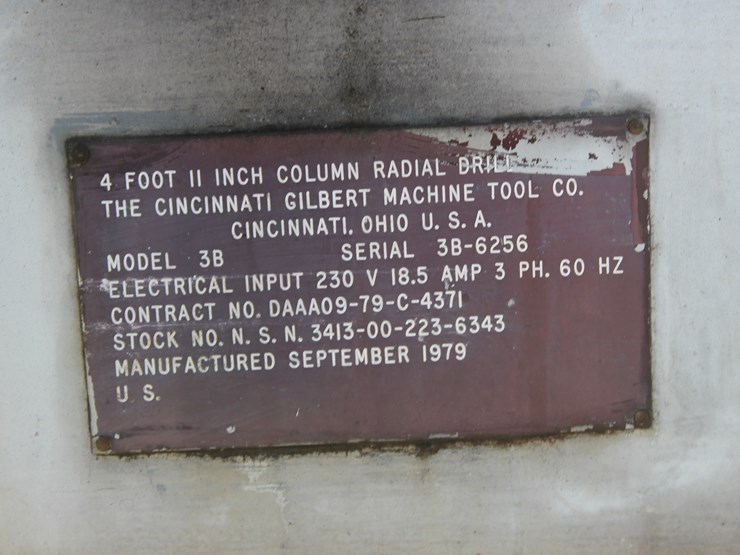 4 FOOT 11 INCH COLUMN RADIAL DRILL
THE CINCINNATI GILBERT MACHINE TOOL CO.
CINCINNATI, OHIO U. S. A.
MODEL 3B SERIAL 3B-6256
ELECTRICAL INPUT 230 V 18.5 AMP 3 PH. 60 HZ
CONTRACT NO. DAAA09-79-C-4371
STOCK NO. N. S. N. 3413-00-223-6343
MANUFACTURED SEPTEMBER 1979
U. S.